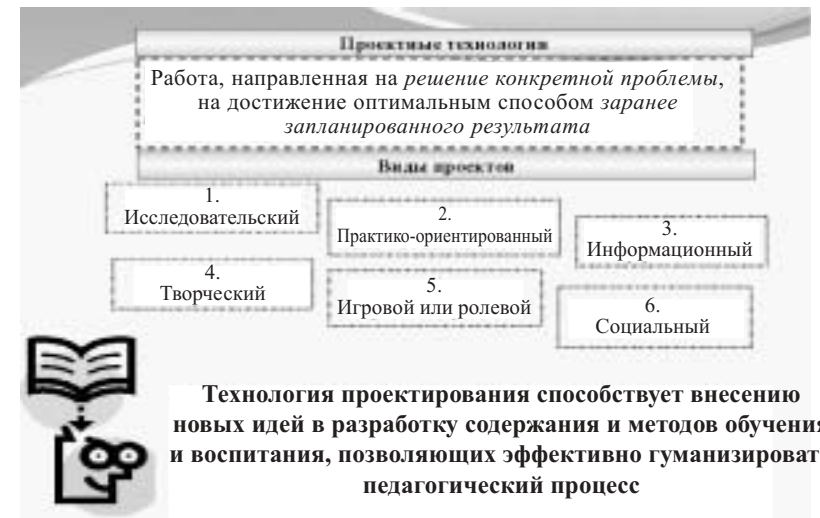 Проектные технологии
Работа, направленная на решение конкретной проблемы,
на достижение оптимальным способом заранее
запланированного результата
Виды проектов
1.
Исследовательский
2.
Практико-ориентированный
3.
Информационный
4.
Творческий
5.
Игровой или ролевой
6.
Социальный
Технология проектирования способствует внесению
новых идей в разработку содержания и методов обучения
и воспитания, позволяющих эффективно гуманизироват
педагогический процесс